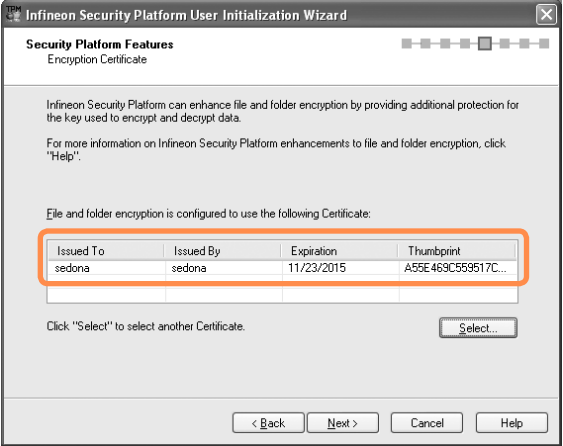 TPM
Infineon Security Platform User Initialization Wizard
Security Platform Features
Encryption Certificate
Infineon Security Platform can enhance file and folder encryption by providing additional protection for
the key used to encrypt and decrypt data.
For more information on Infineon Security Platform enhancements to file and folder encryption, click
"Help".
File and folder encryption is configured to use the following Certificate:
Issued To Issued By Expiration Thumbprint
sedona sedona 11/23/2015 A55E469C559517C...
Click "Select" to select another Certificate.
Select...
< Back Next > Cancel Help